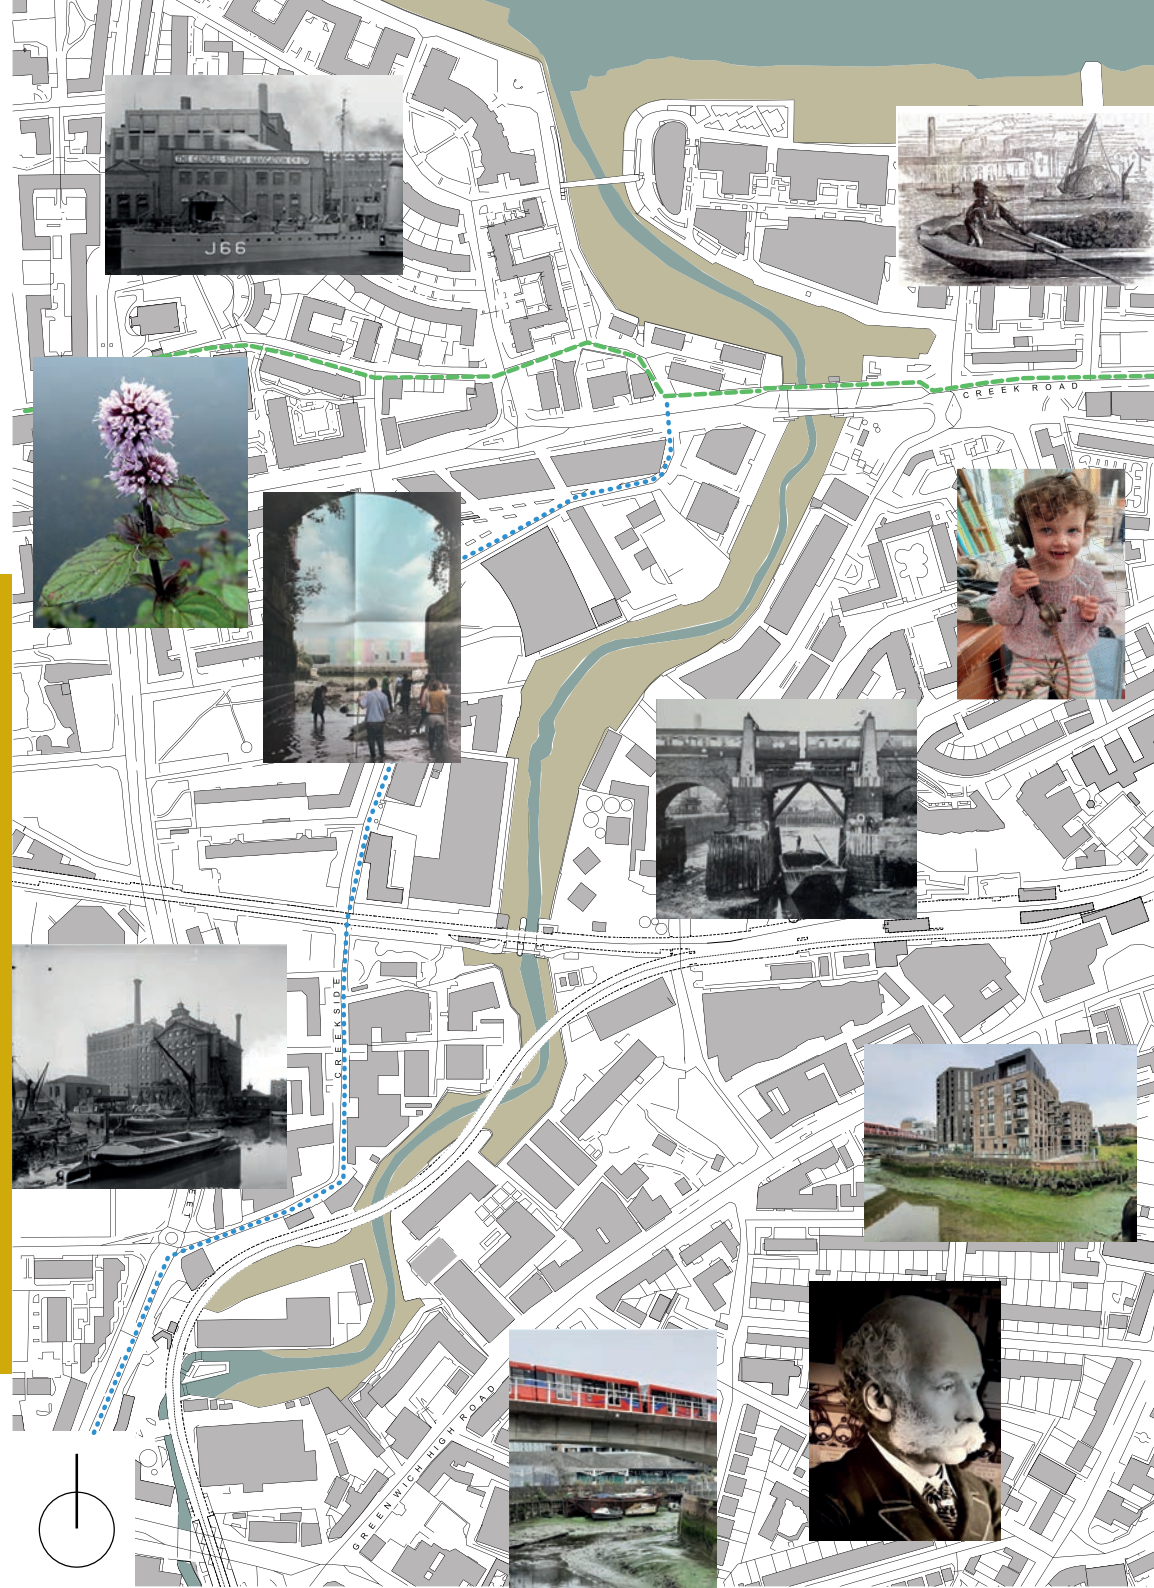 THE GENERAL STEAM NAVIGATION CO LTD
J66
CREEK ROAD
CREEKSIDE
GREENWICH HIGH ROAD